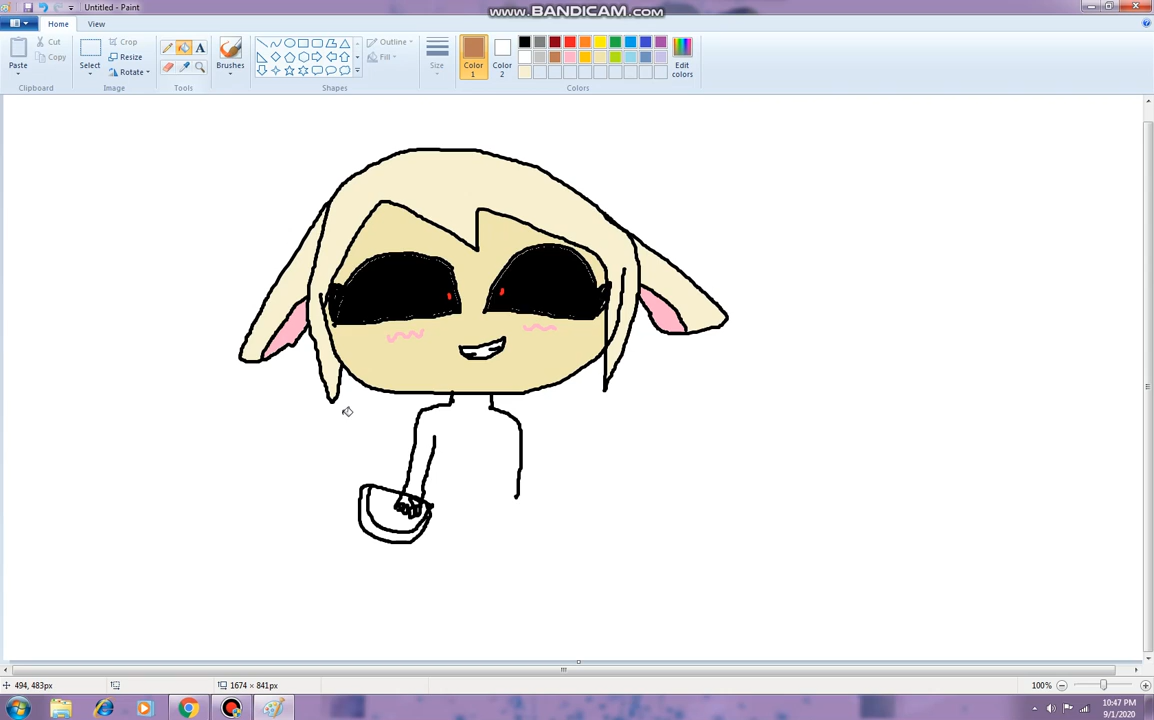 Untitled - Paint
www.BANDICAM.com
Home
View
Paste
Cut
Copy
Clipboard
Select
Crop
Resize
Rotate
Image
A
Tools
Brushes
Outline
Fill
Shapes
Size
Color 1
Color 2
Edit colors
Colors
494, 483px
1674 × 841px
100%
10:47 PM
9/1/2020